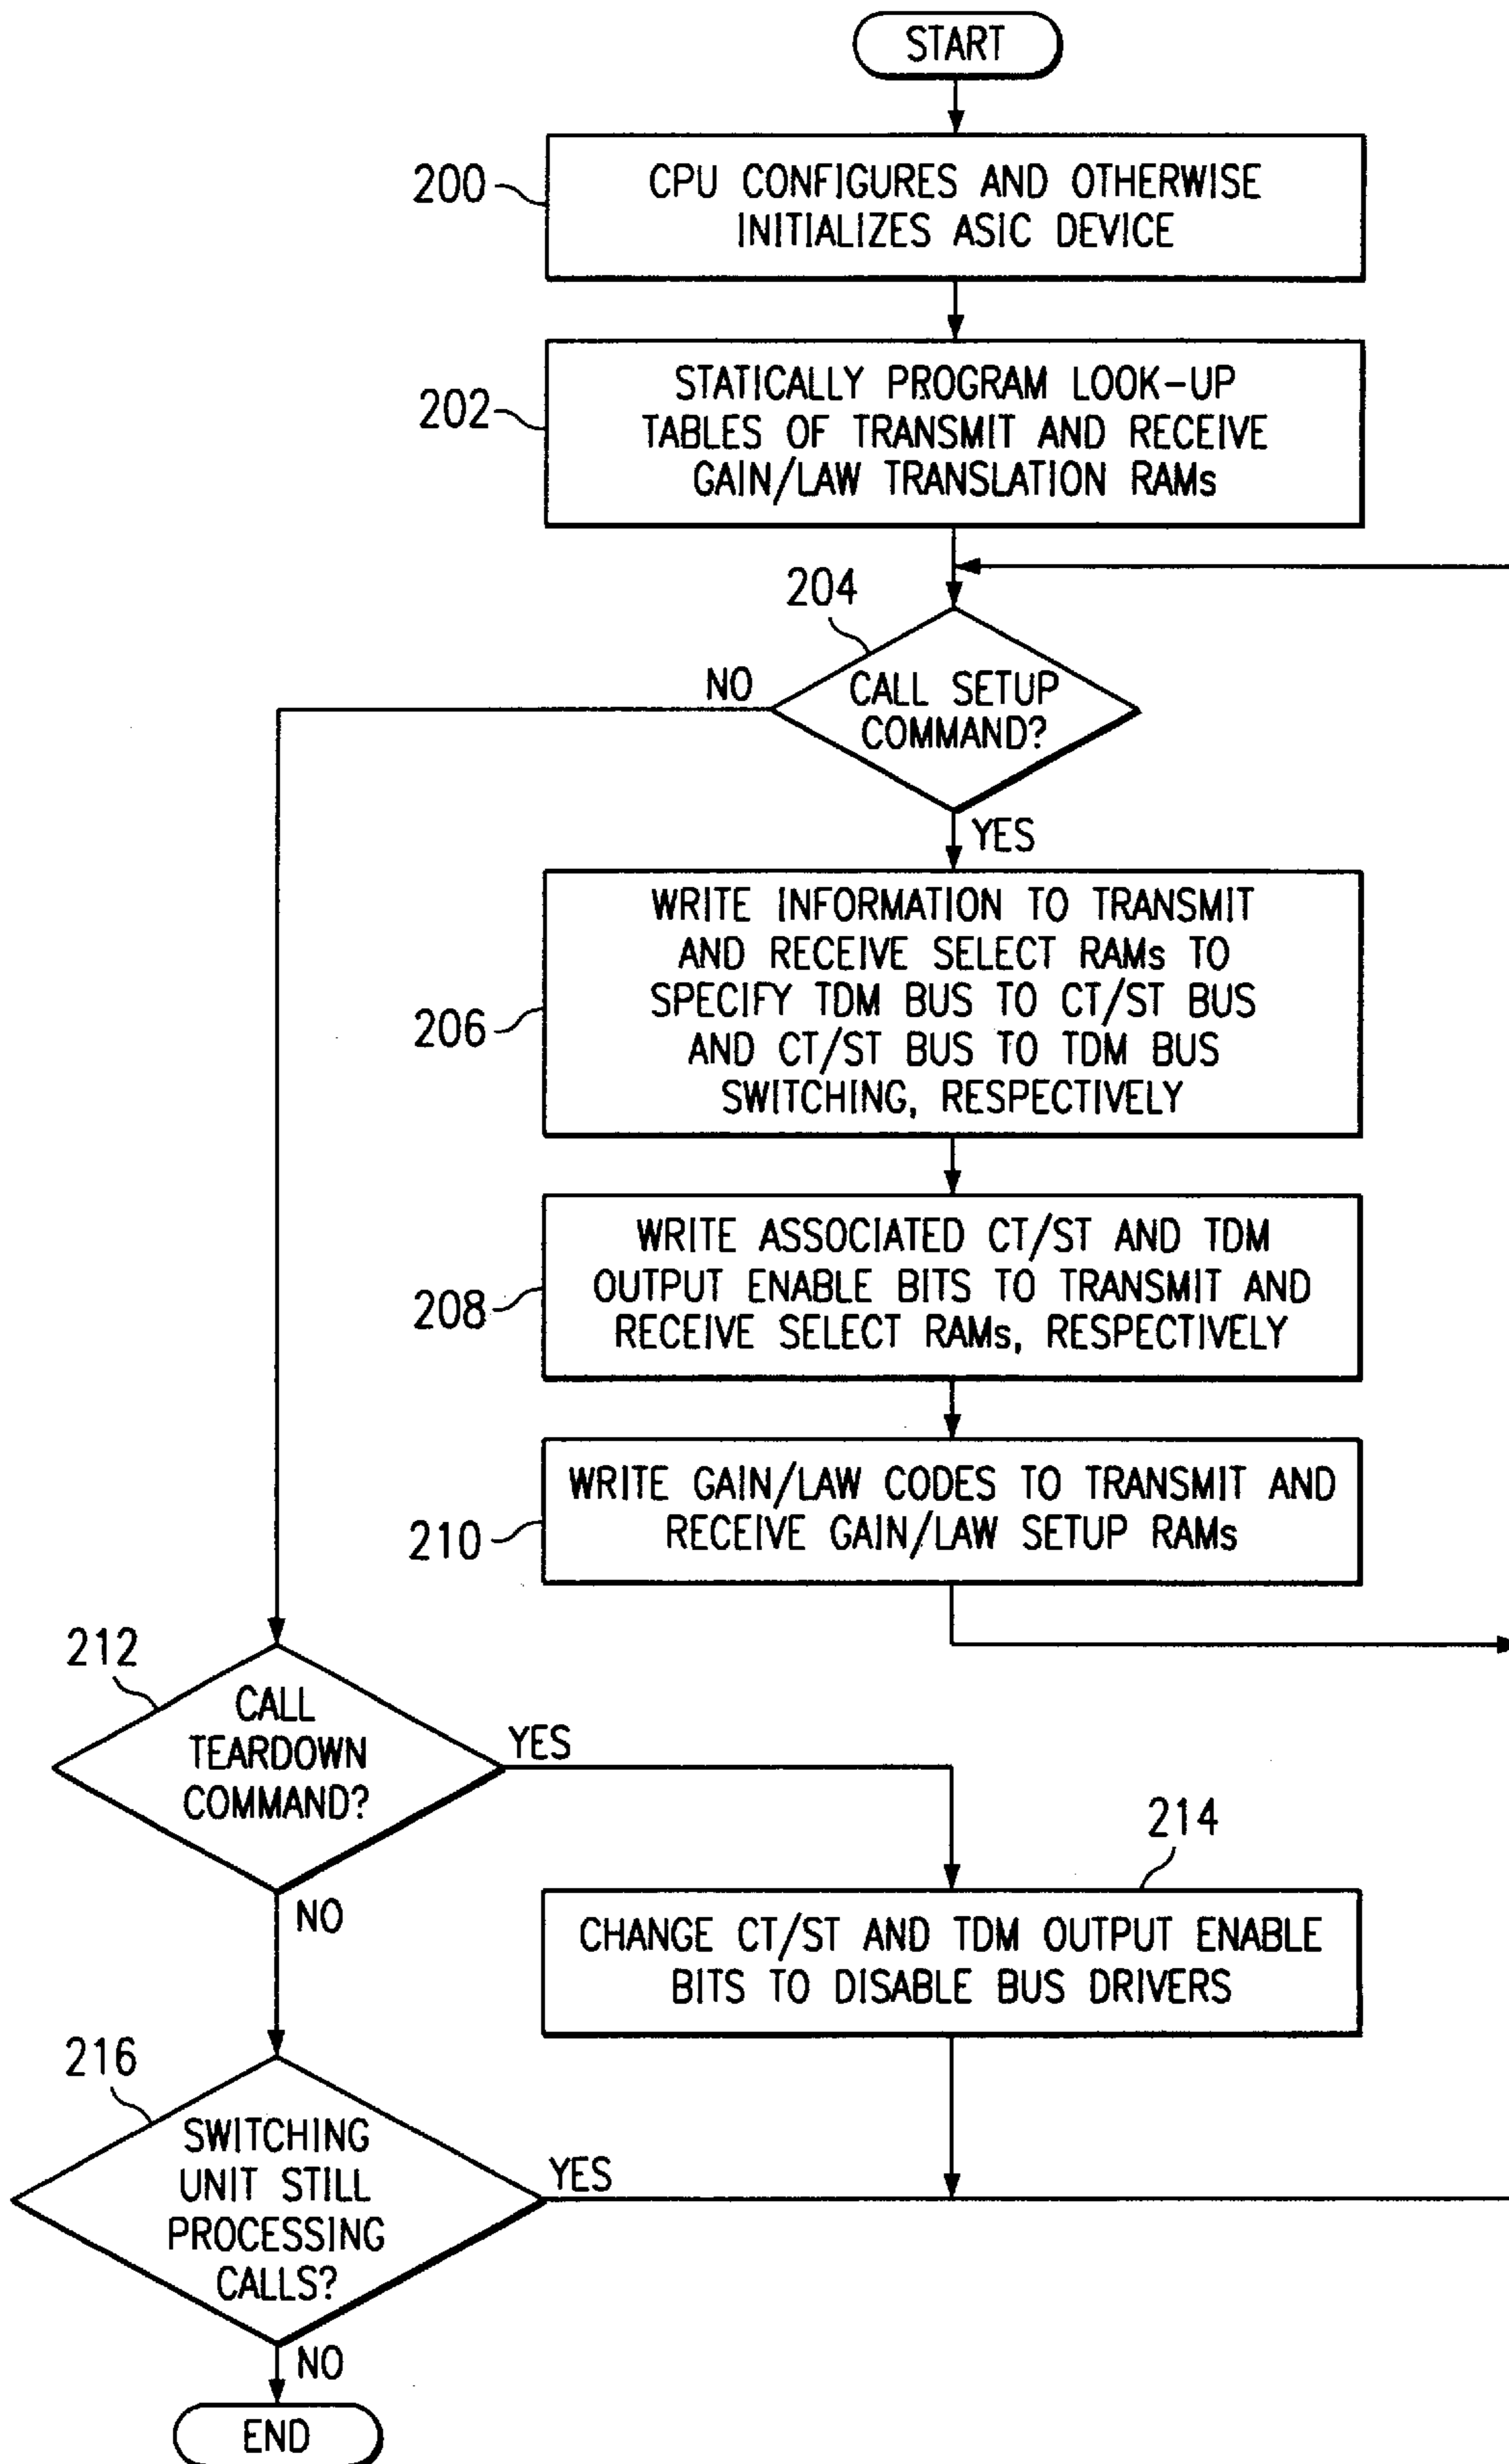 START
200
CPU CONFIGURES AND OTHERWISE
INITIALIZES ASIC DEVICE
202
STATICALLY PROGRAM LOOK-UP
TABLES OF TRANSMIT AND RECEIVE
GAIN/LAW TRANSLATION RAMs
204
NO
CALL SETUP
COMMAND?
YES
206
WRITE INFORMATION TO TRANSMIT
AND RECEIVE SELECT RAMs TO
SPECIFY TDM BUS TO CT/ST BUS
AND CT/ST BUS TO TDM BUS
SWITCHING, RESPECTIVELY
208
WRITE ASSOCIATED CT/ST AND TDM
OUTPUT ENABLE BITS TO TRANSMIT AND
RECEIVE SELECT RAMs, RESPECTIVELY
210
WRITE GAIN/LAW CODES TO TRANSMIT AND
RECEIVE GAIN/LAW SETUP RAMs
212
CALL
TEARDOWN
COMMAND?
YES
NO
214
CHANGE CT/ST AND TDM OUTPUT ENABLE
BITS TO DISABLE BUS DRIVERS
216
SWITCHING
UNIT STILL
PROCESSING
CALLS?
YES
NO
END